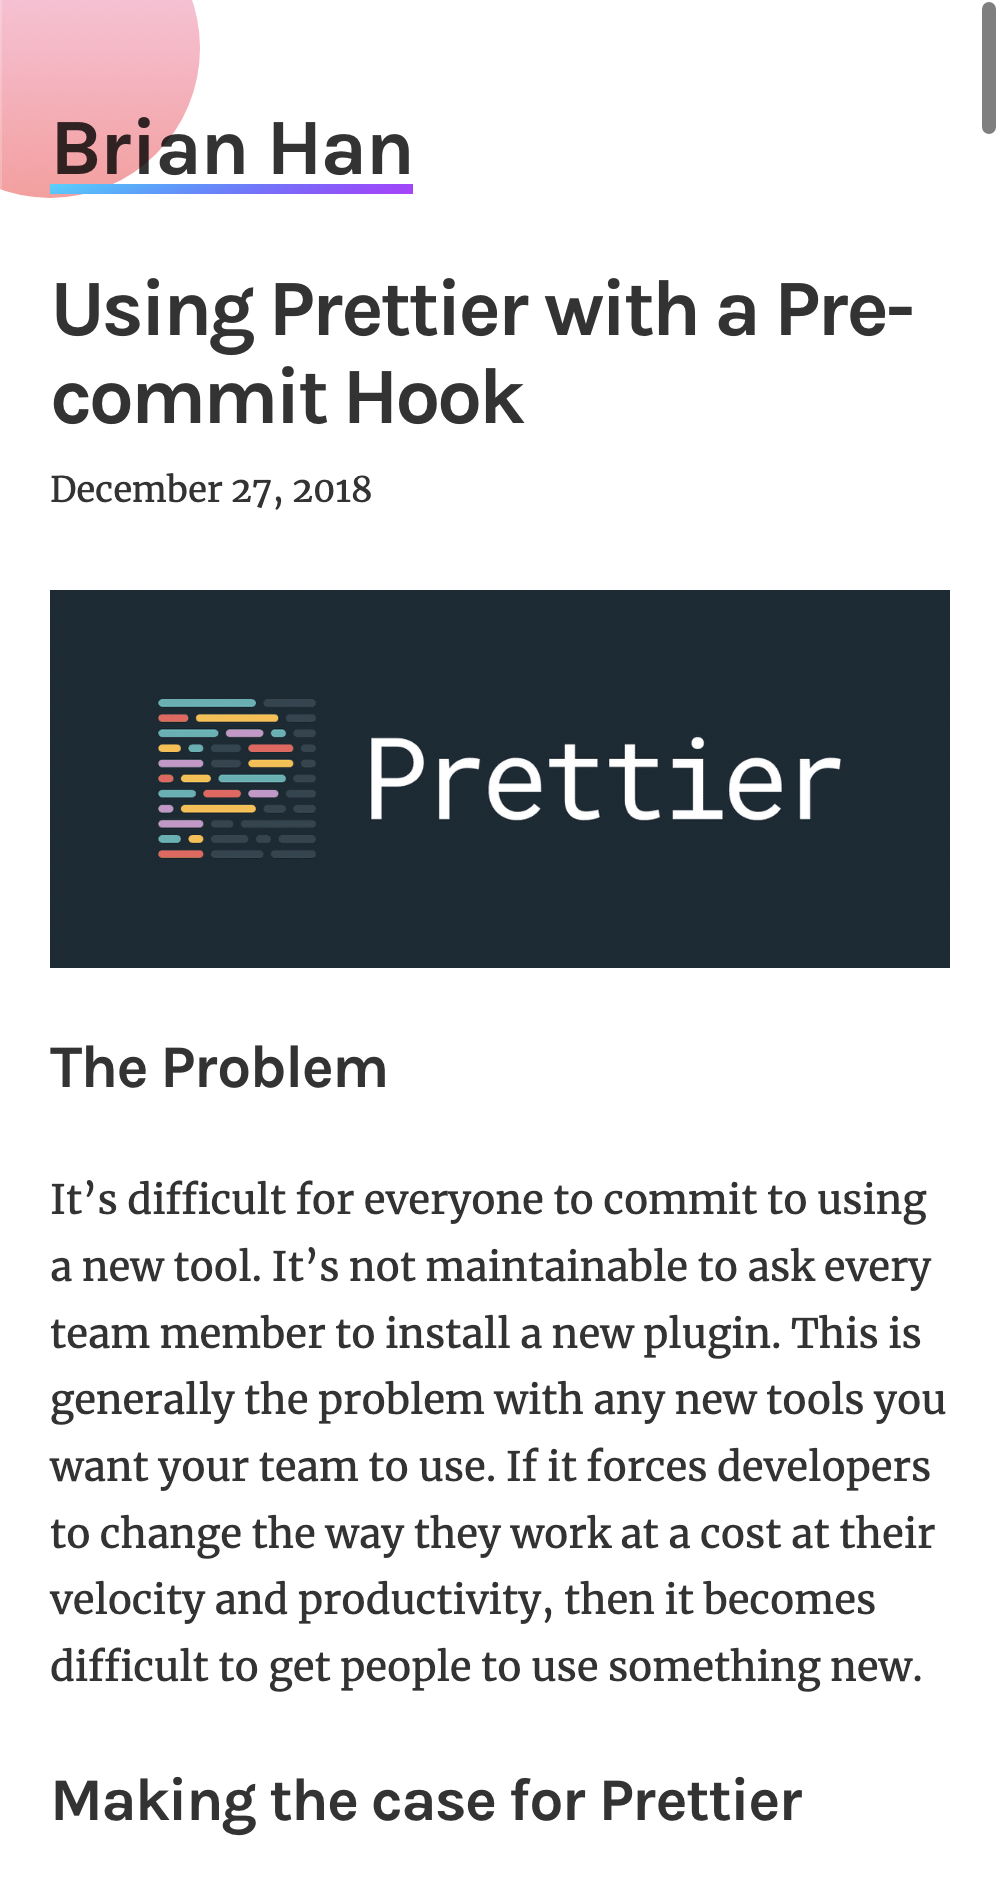 Brian Han
Using Prettier with a Pre-
commit Hook
December 27, 2018
Prettier
The Problem
It’s difficult for everyone to commit to using
a new tool. It’s not maintainable to ask every
team member to install a new plugin. This is
generally the problem with any new tools you
want your team to use. If it forces developers
to change the way they work at a cost at their
velocity and productivity, then it becomes
difficult to get people to use something new.
Making the case for Prettier